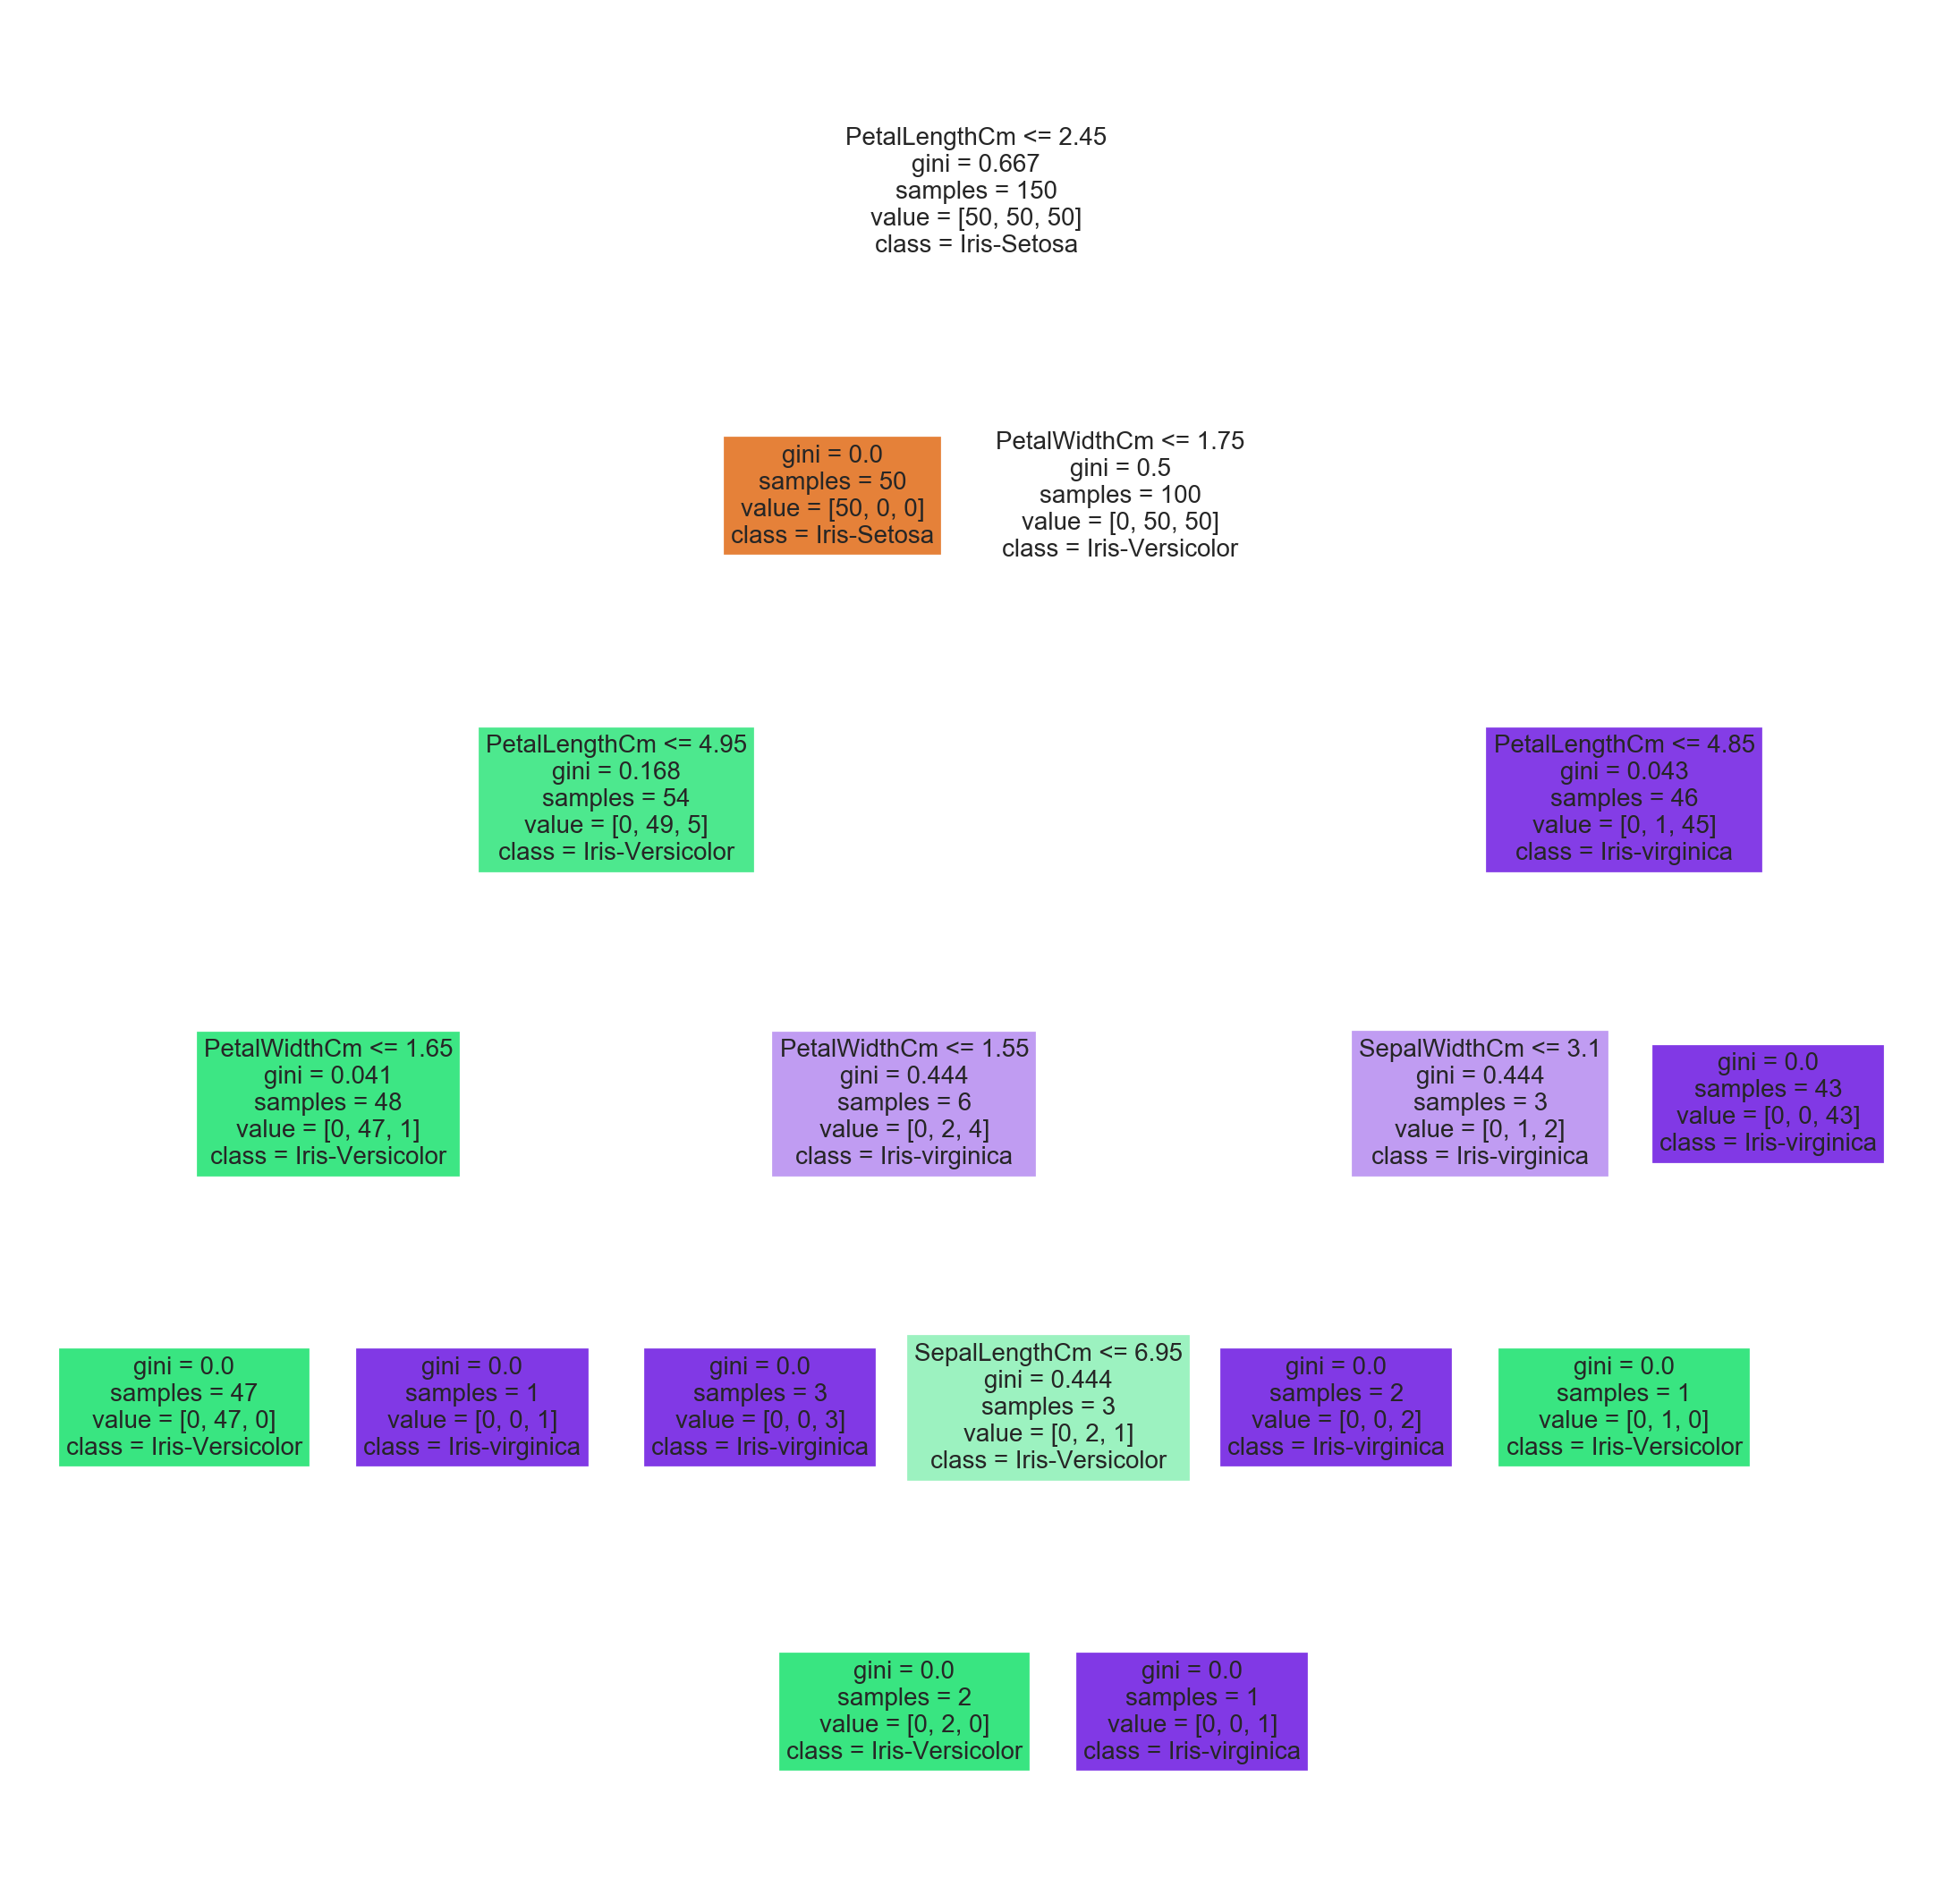 PetalLengthCm <= 2.45
gini = 0.667
samples = 150
value = [50, 50, 50]
class = Iris-Setosa
gini = 0.0
samples = 50
value = [50, 0, 0]
class = Iris-Setosa
PetalWidthCm <= 1.75
gini = 0.5
samples = 100
value = [0, 50, 50]
class = Iris-Versicolor
PetalLengthCm <= 4.95
gini = 0.168
samples = 54
value = [0, 49, 5]
class = Iris-Versicolor
PetalLengthCm <= 4.85
gini = 0.043
samples = 46
value = [0, 1, 45]
class = Iris-virginica
PetalWidthCm <= 1.65
gini = 0.041
samples = 48
value = [0, 47, 1]
class = Iris-Versicolor
PetalWidthCm <= 1.55
gini = 0.444
samples = 6
value = [0, 2, 4]
class = Iris-virginica
SepalWidthCm <= 3.1
gini = 0.444
samples = 3
value = [0, 1, 2]
class = Iris-virginica
gini = 0.0
samples = 43
value = [0, 0, 43]
class = Iris-virginica
gini = 0.0
samples = 47
value = [0, 47, 0]
class = Iris-Versicolor
gini = 0.0
samples = 1
value = [0, 0, 1]
class = Iris-virginica
gini = 0.0
samples = 3
value = [0, 0, 3]
class = Iris-virginica
SepalLengthCm <= 6.95
gini = 0.444
samples = 3
value = [0, 2, 1]
class = Iris-Versicolor
gini = 0.0
samples = 2
value = [0, 0, 2]
class = Iris-virginica
gini = 0.0
samples = 1
value = [0, 1, 0]
class = Iris-Versicolor
gini = 0.0
samples = 2
value = [0, 2, 0]
class = Iris-Versicolor
gini = 0.0
samples = 1
value = [0, 0, 1]
class = Iris-virginica